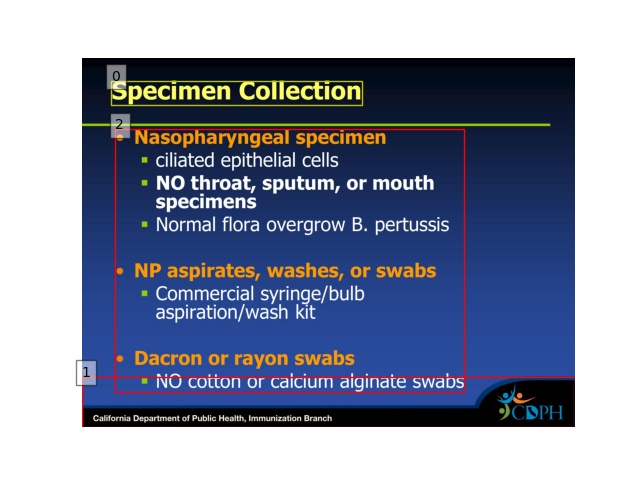 0
Specimen Collection
2
• Nasopharyngeal specimen
▪ ciliated epithelial cells
▪ NO throat, sputum, or mouth
specimens
▪ Normal flora overgrow B. pertussis
• NP aspirates, washes, or swabs
▪ Commercial syringe/bulb
aspiration/wash kit
• Dacron or rayon swabs
1
▪ NO cotton or calcium alginate swabs
California Department of Public Health, Immunization Branch
CDPH